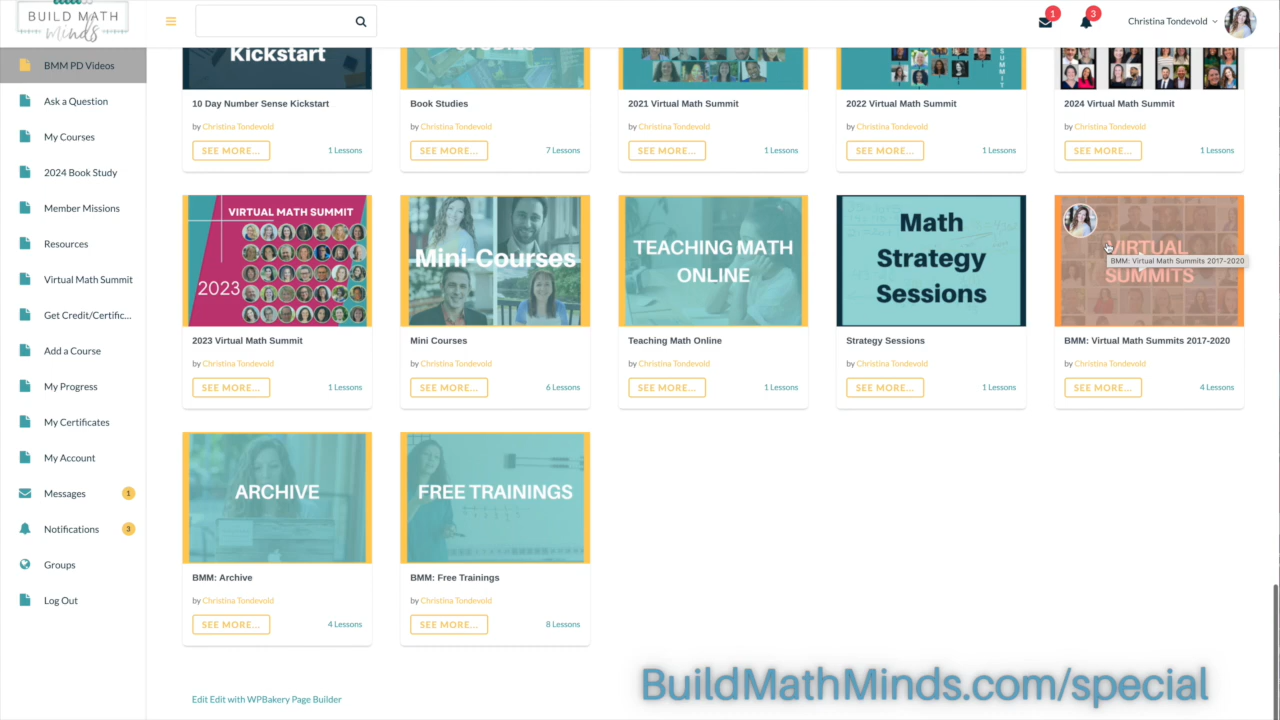 BUILD MATH
minds
1
3
Christina Tondevold
BMM PD Videos
Ask a Question
My Courses
2024 Book Study
Member Missions
Resources
Virtual Math Summit
Get Credit/Certific...
Add a Course
My Progress
My Certificates
My Account
Messages
1
Notifications
3
Groups
Log Out
Kickstart
STUDIES
SUMMIT
10 Day Number Sense Kickstart
by Christina Tondevold
SEE MORE...
1 Lessons
Book Studies
by Christina Tondevold
SEE MORE...
7 Lessons
2021 Virtual Math Summit
by Christina Tondevold
SEE MORE...
1 Lessons
2022 Virtual Math Summit
by Christina Tondevold
SEE MORE...
1 Lessons
2024 Virtual Math Summit
by Christina Tondevold
SEE MORE...
1 Lessons
VIRTUAL MATH SUMMIT
2023
2023 Virtual Math Summit
by Christina Tondevold
SEE MORE...
1 Lessons
Mini-Courses
Mini Courses
by Christina Tondevold
SEE MORE...
6 Lessons
TEACHING MATH
ONLINE
Teaching Math Online
by Christina Tondevold
SEE MORE...
1 Lessons
Math
Strategy
Sessions
Strategy Sessions
by Christina Tondevold
SEE MORE...
1 Lessons
VIRTUAL
SUMMITS
BMM: Virtual Math Summits 2017-2020
BMM: Virtual Math Summits 2017-2020
by Christina Tondevold
SEE MORE...
4 Lessons
ARCHIVE
BMM: Archive
by Christina Tondevold
SEE MORE...
4 Lessons
FREE TRAININGS
BMM: Free Trainings
by Christina Tondevold
SEE MORE...
8 Lessons
Edit Edit with WPBakery Page Builder
BuildMathMinds.com/special